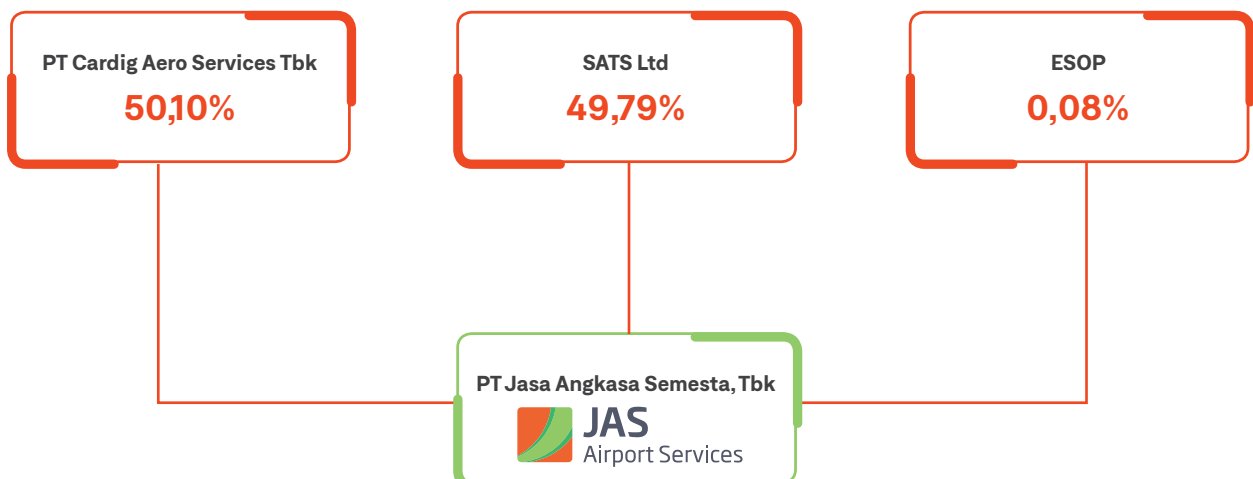 PT Cardig Aero Services Tbk
50,10%
SATS Ltd
49,79%
ESOP
0,08%
PT Jasa Angkasa Semesta, Tbk
JAS
Airport Services